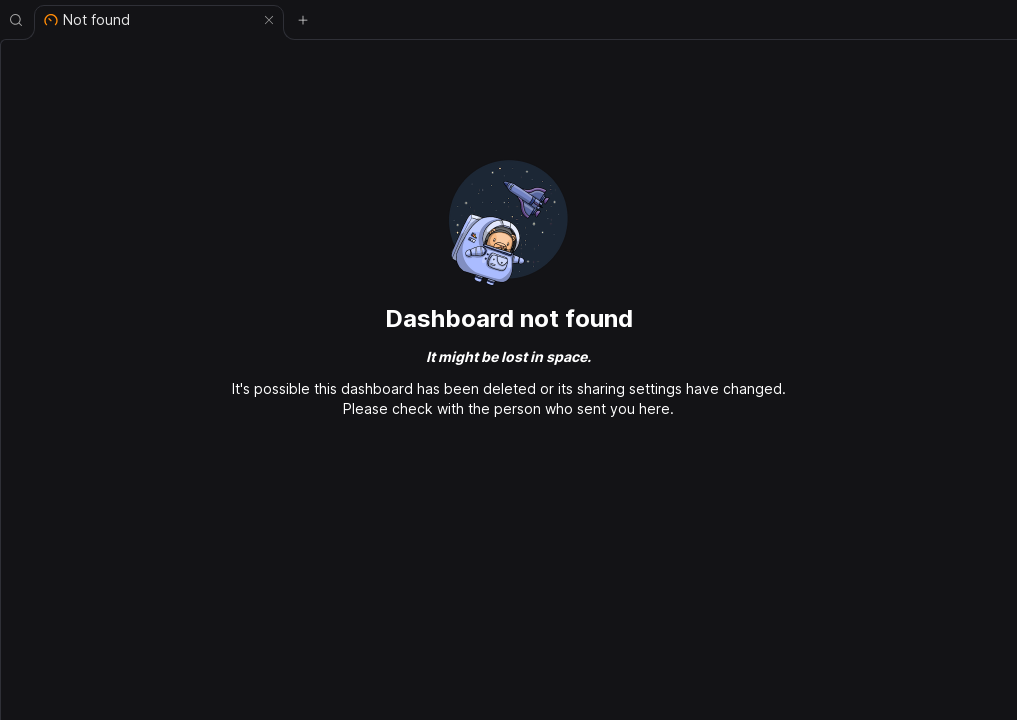 Not found
Dashboard not found
It might be lost in space.
It's possible this dashboard has been deleted or its sharing settings have changed.
Please check with the person who sent you here.